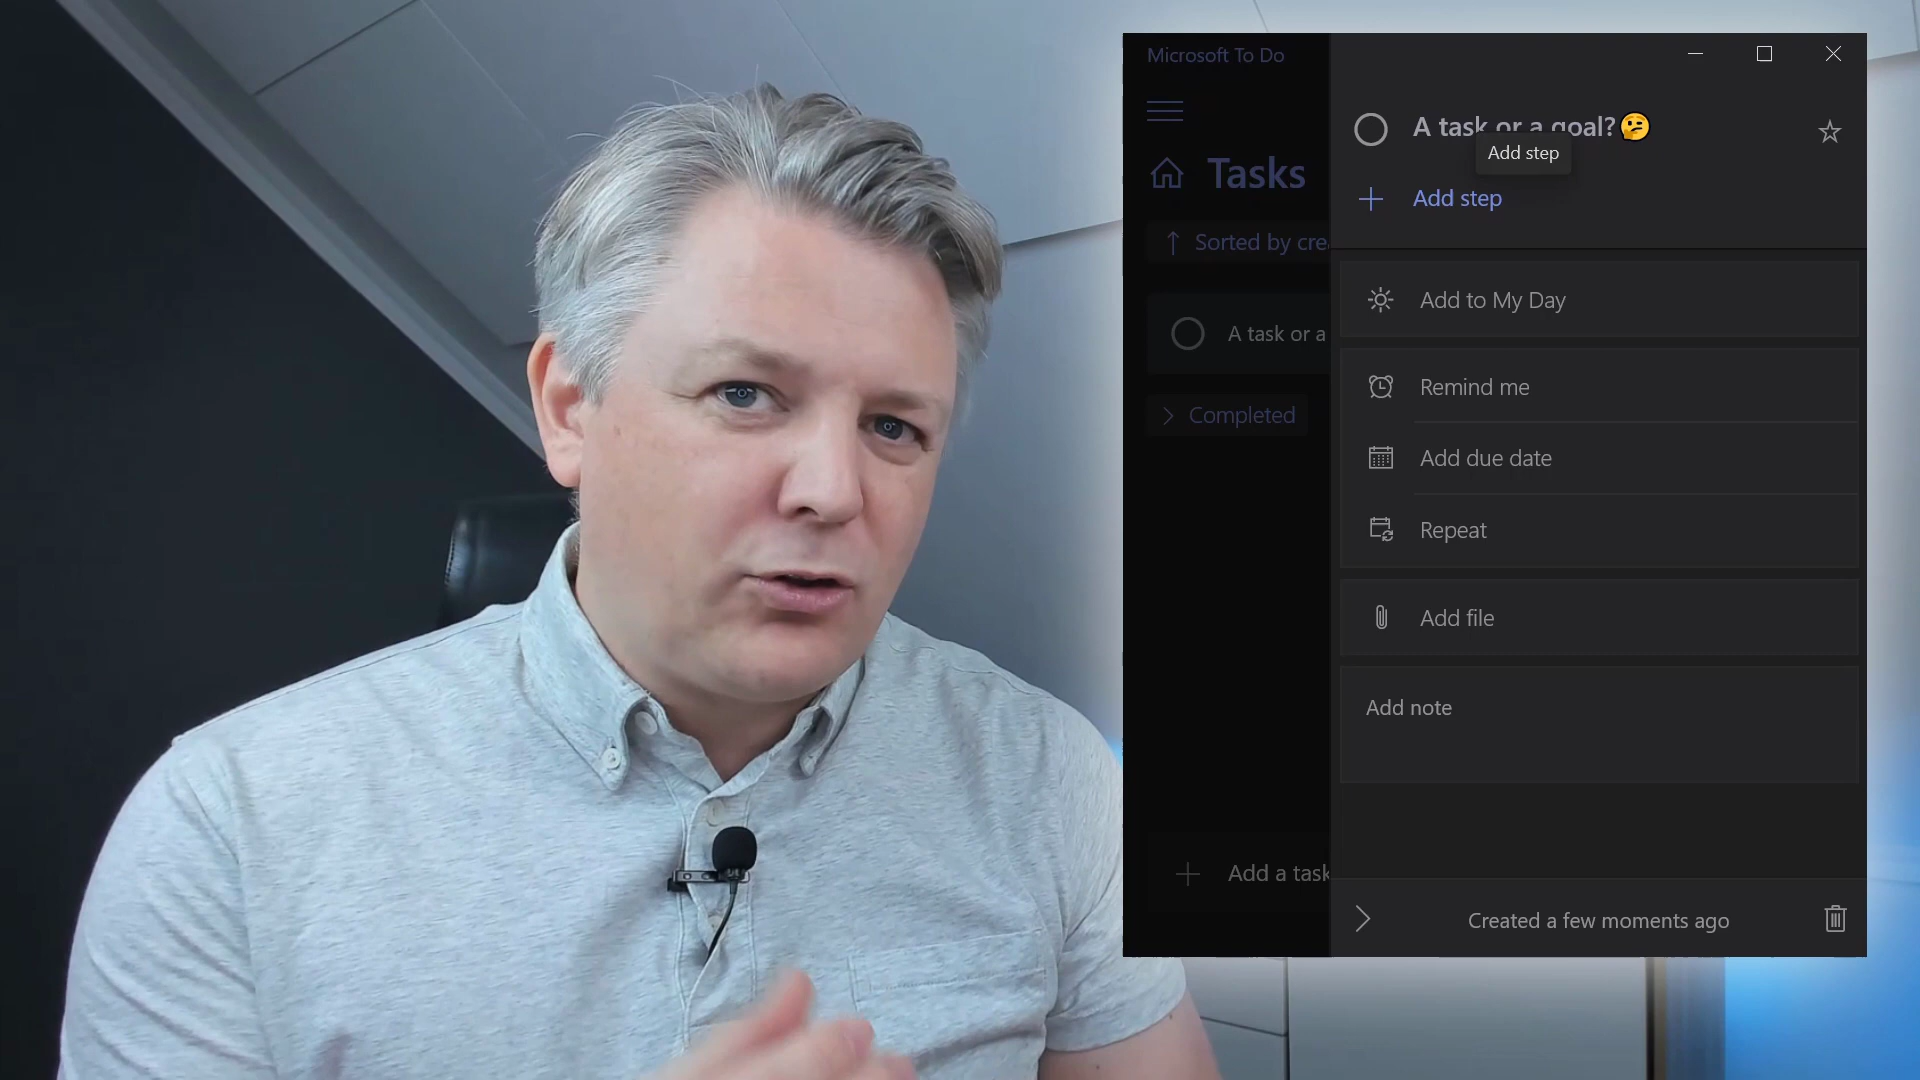 Microsoft To Do
Tasks
Sorted by cre
A task or a
Completed
Add a task
A task or a goal?🤔
Add step
Add step
Add to My Day
Remind me
Add due date
Repeat
Add file
Add note
Created a few moments ago